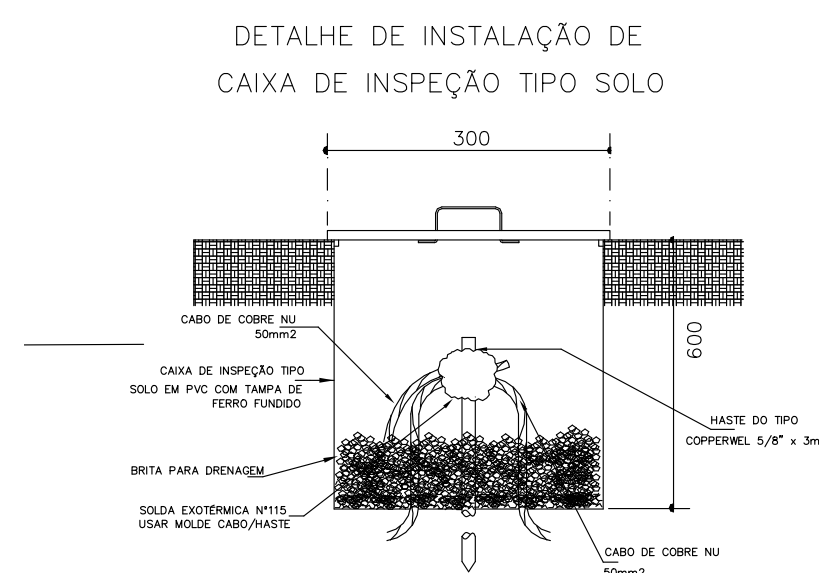 DETALHE DE INSTALAÇÃO DE
CAIXA DE INSPEÇÃO TIPO SOLO
300
600
CABO DE COBRE NU
50mm2
CAIXA DE INSPEÇÃO TIPO
SOLO EM PVC COM TAMPA DE
FERRO FUNDIDO
HASTE DO TIPO
COPPERWEL 5/8" x 3m
BRITA PARA DRENAGEM
SOLDA EXOTÉRMICA N°115
USAR MOLDE CABO/HASTE
CABO DE COBRE NU
50mm2